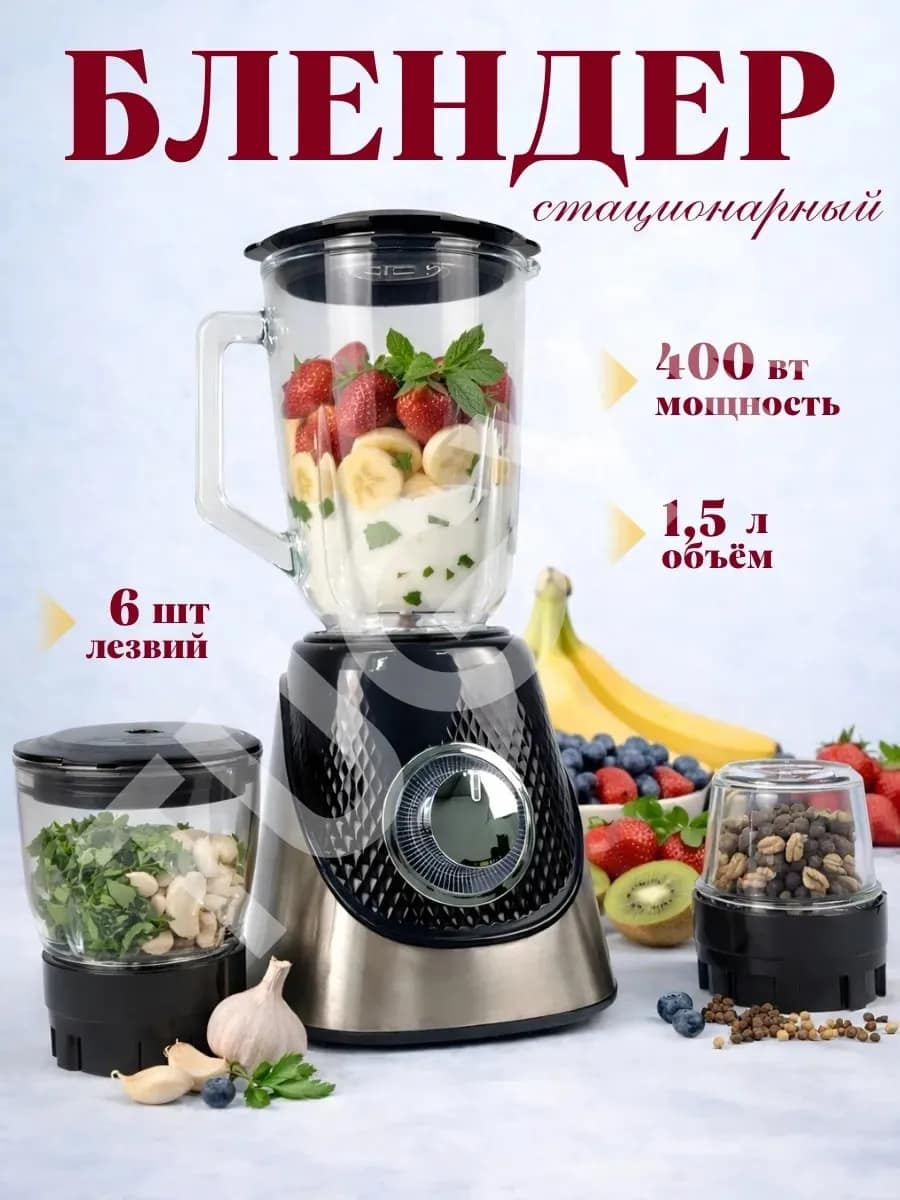 БЛЕНДЕР
стационарный
400 вт
мощность
1,5 л
объём
6 шт
лезвий